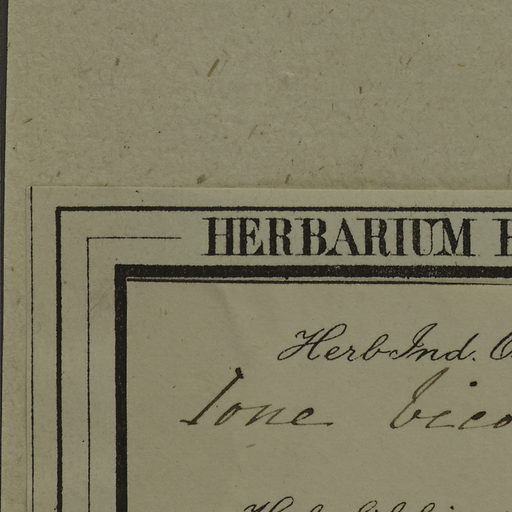 HERBARIUM
Herb. Ind. O
Ione bico